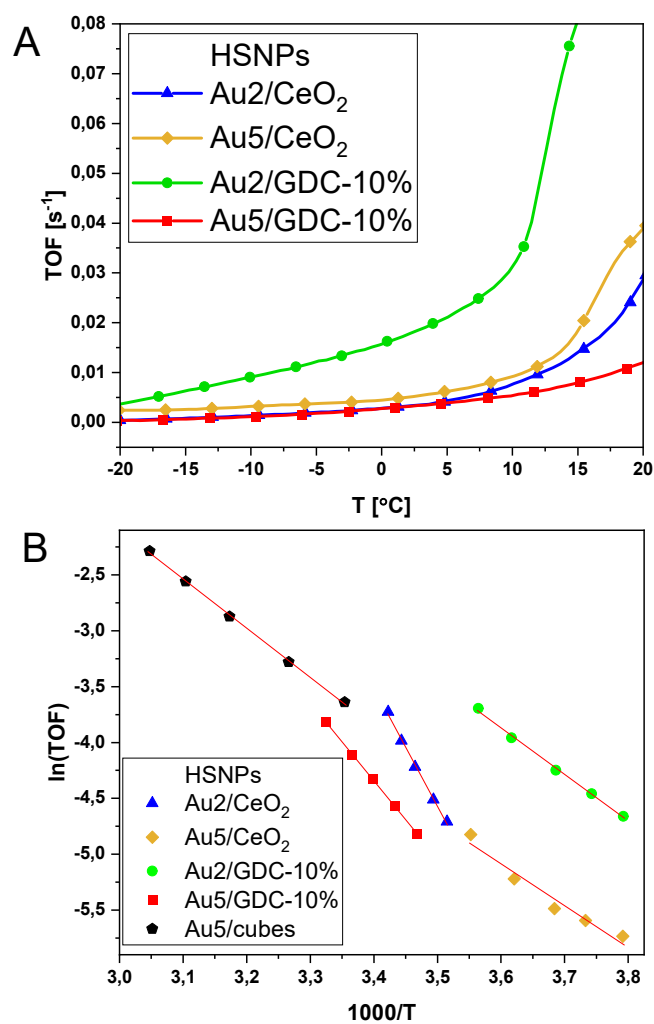 A
TOF [s⁻¹]
0,08
0,07
0,06
0,05
0,04
0,03
0,02
0,01
0,00
HSNPs
Au2/CeO₂
Au5/CeO₂
Au2/GDC-10%
Au5/GDC-10%
-20 -15 -10 -5 0 5 10 15 20
T [°C]
B
ln(TOF)
-2,5
-3,0
-3,5
-4,0
-4,5
-5,0
-5,5
HSNPs
Au2/CeO₂
Au5/CeO₂
Au2/GDC-10%
Au5/GDC-10%
Au5/cubes
3,0 3,1 3,2 3,3 3,4 3,5 3,6 3,7 3,8
1000/T